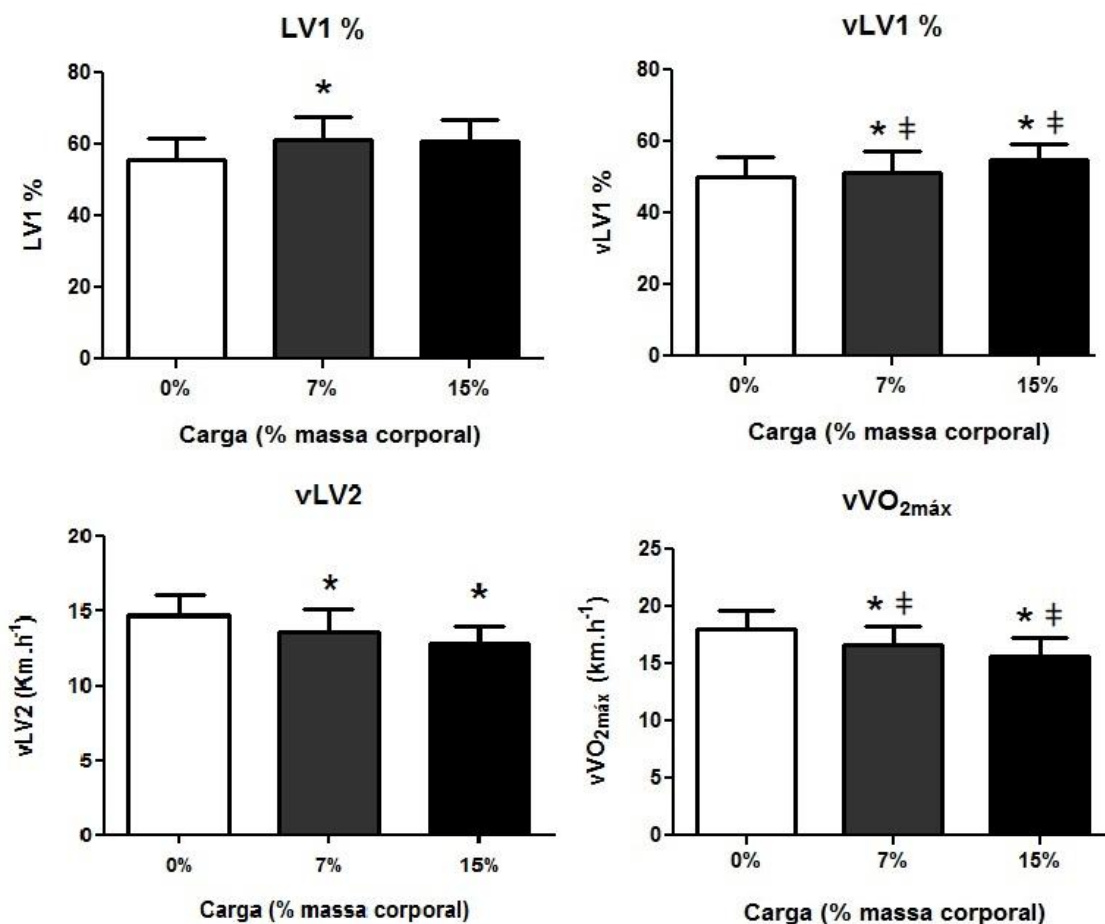 LV1 %
LV1 %
80
60
40
20
0
*
0% 7% 15%
Carga (% massa corporal)
vLV1 %
vLV1 %
80
60
40
20
0
* ‡ * ‡
0% 7% 15%
Carga (% massa corporal)
vLV2
vLV2 (Km.h⁻¹)
20
15
10
5
0
* *
0% 7% 15%
Carga (% massa corporal)
vVO₂máx
vVO₂máx (km.h⁻¹)
25
20
15
10
5
0
* ‡ * ‡
0% 7% 15%
Carga (% massa corporal)